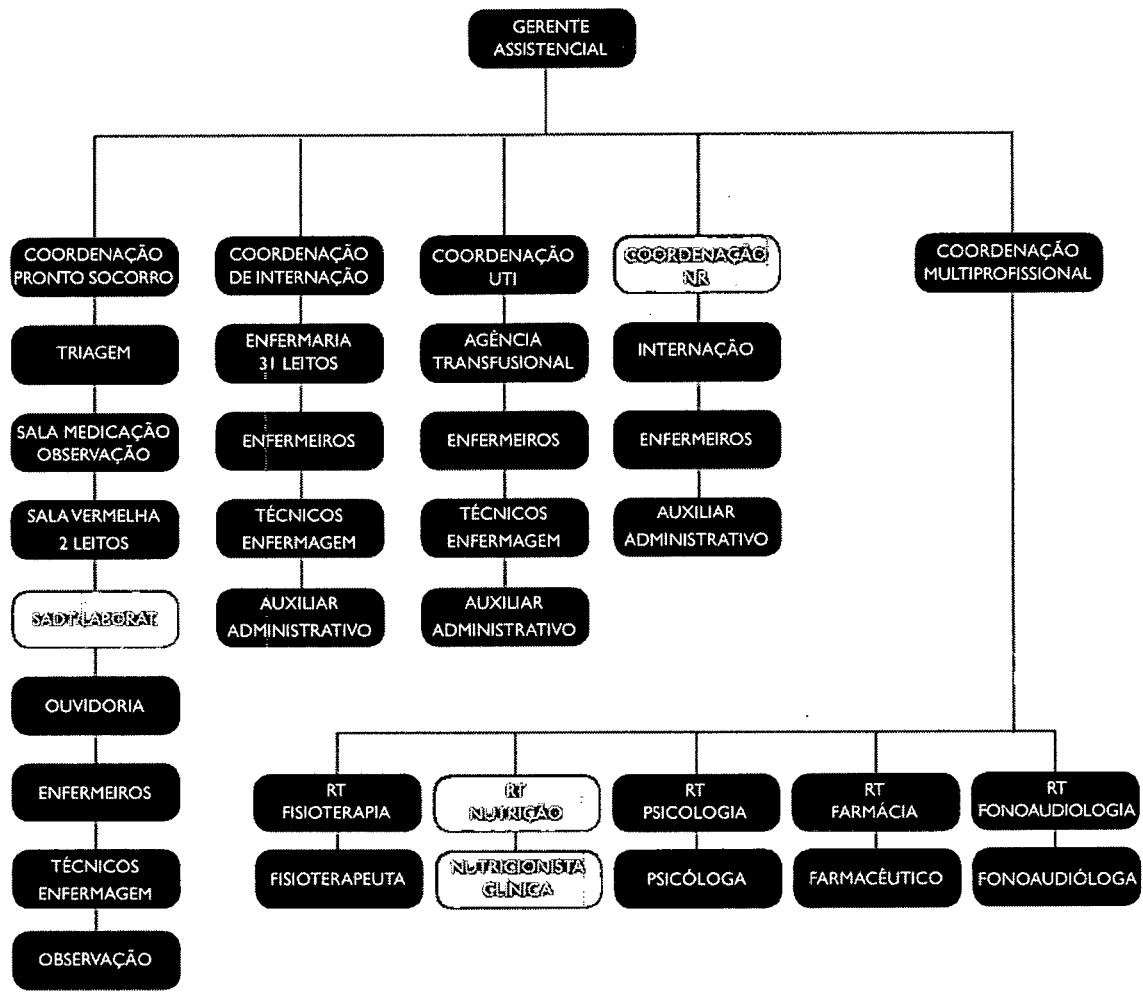 GERENTE
ASSISTENCIAL
COORDENAÇÃO
PRONTO SOCORRO
COORDENAÇÃO
DE INTERNAÇÃO
COORDENAÇÃO
UTI
COORDENAÇÃO
NR
COORDENAÇÃO
MULTIPROFISSIONAL
TRIAGEM
ENFERMARIA
31 LEITOS
AGÊNCIA
TRANSFUSIONAL
INTERNAÇÃO
SALA MEDICAÇÃO
OBSERVAÇÃO
ENFERMEIROS
ENFERMEIROS
ENFERMEIROS
SALA VERMELHA
2 LEITOS
TÉCNICOS
ENFERMAGEM
TÉCNICOS
ENFERMAGEM
AUXILIAR
ADMINISTRATIVO
SADT/LABORAT.
AUXILIAR
ADMINISTRATIVO
AUXILIAR
ADMINISTRATIVO
OUVIDORIA
ENFERMEIROS
RT
FISIOTERAPIA
RT
NUTRIÇÃO
RT
PSICOLOGIA
RT
FARMÁCIA
RT
FONOAUDIOLOGIA
TÉCNICOS
ENFERMAGEM
FISIOTERAPEUTA
NUTRICIONISTA
CLÍNICA
PSICÓLOGA
FARMACÊUTICO
FONOAUDIÓLOGA
OBSERVAÇÃO